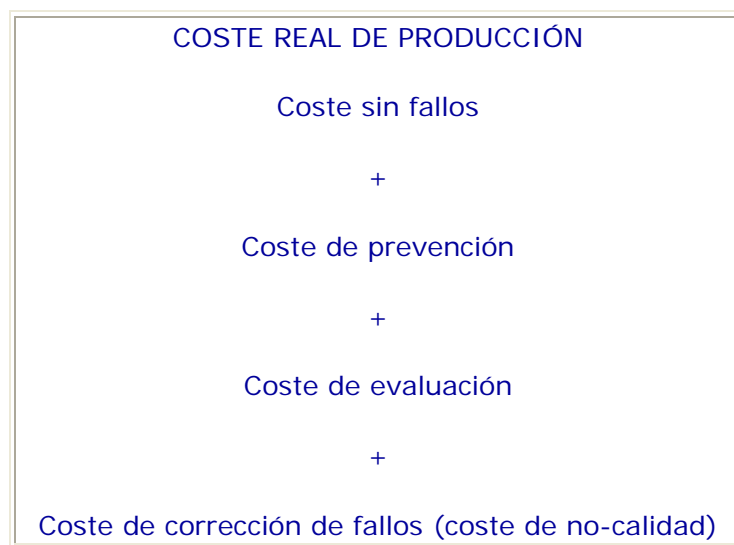 COSTE REAL DE PRODUCCIÓN
Coste sin fallos
+
Coste de prevención
+
Coste de evaluación
+
Coste de corrección de fallos (coste de no-calidad)